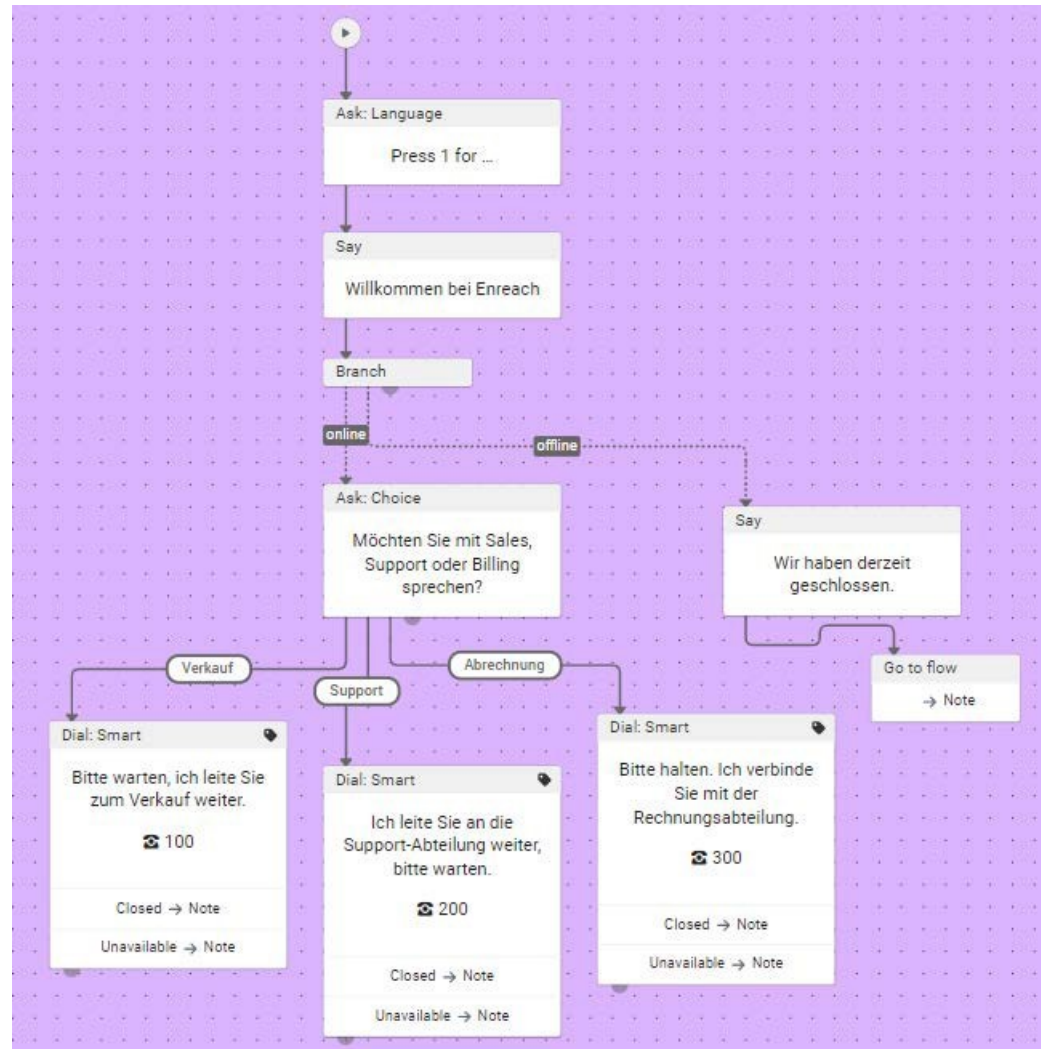 Ask: Language
Press 1 for ...
Say
Willkommen bei Enreach
Branch
online
offline
Ask: Choice
Möchten Sie mit Sales,
Support oder Billing
sprechen?
Say
Wir haben derzeit
geschlossen.
Go to flow
→ Note
Verkauf
Support
Abrechnung
Dial: Smart
Bitte warten, ich leite Sie
zum Verkauf weiter.
☎ 100
Closed → Note
Unavailable → Note
Dial: Smart
Ich leite Sie an die
Support-Abteilung weiter,
bitte warten.
☎ 200
Closed → Note
Unavailable → Note
Dial: Smart
Bitte halten. Ich verbinde
Sie mit der
Rechnungsabteilung.
☎ 300
Closed → Note
Unavailable → Note